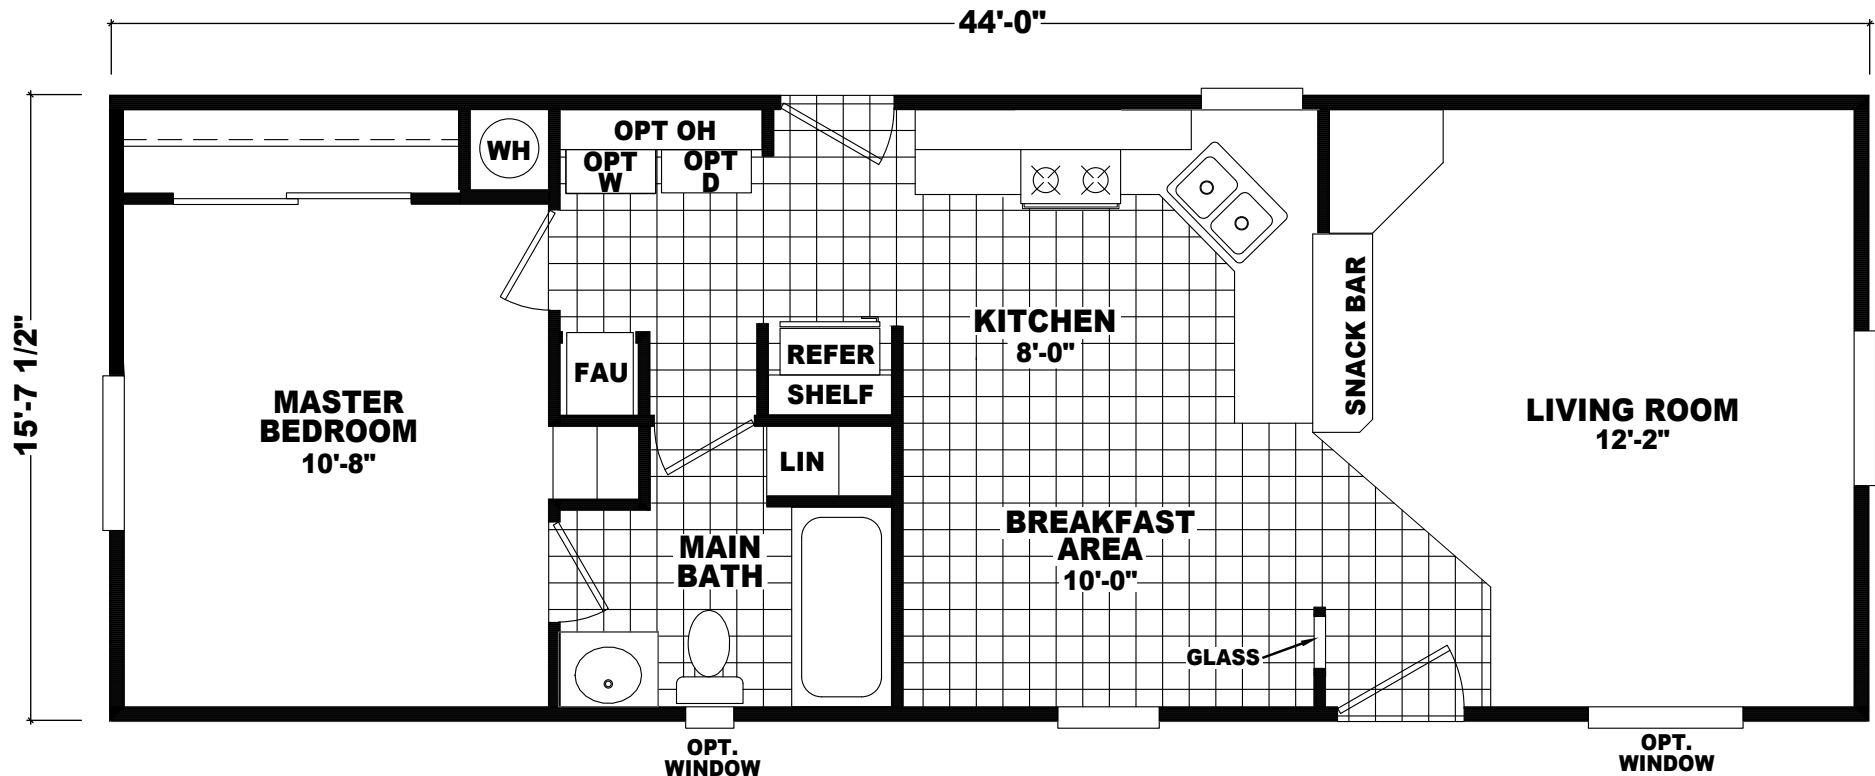 44'-0"
15'-7 1/2"
WH
OPT OH
OPT
W
OPT
D
KITCHEN
8'-0"
SNACK BAR
REFER
SHELF
FAU
MASTER
BEDROOM
10'-8"
LIVING ROOM
12'-2"
LIN
BREAKFAST
AREA
10'-0"
MAIN
BATH
GLASS
OPT.
WINDOW
OPT.
WINDOW